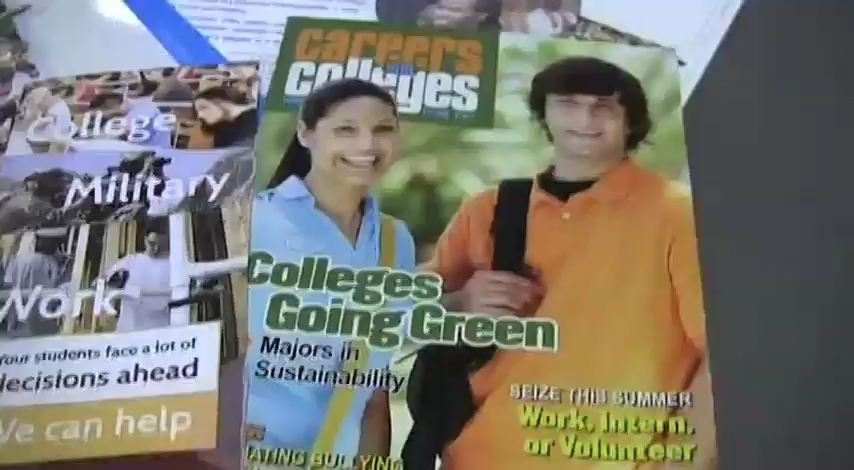 careers
colleges
College
Military
Work
Your students face a lot of
decisions ahead
We can help
Colleges
Going Green
Majors in
Sustainability
SEIZE THIS SUMMER
Work, Intern,
or Volunteer
BULLYING